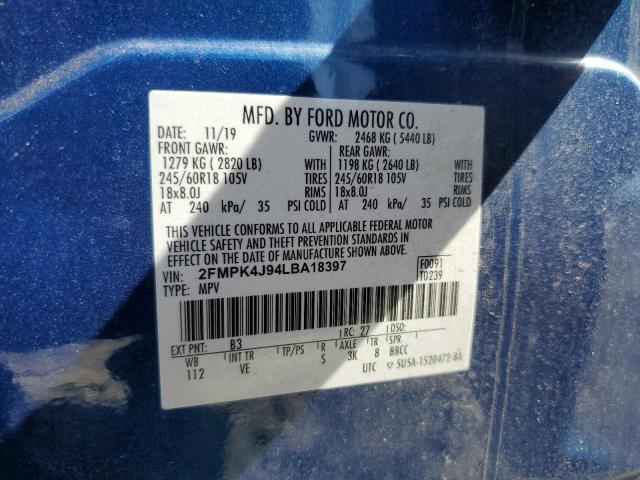 MFD. BY FORD MOTOR CO.
DATE: 11/19 GVWR: 2468 KG ( 5440 LB)
FRONT GAWR: REAR GAWR:
1279 KG ( 2820 LB) WITH 1198 KG ( 2640 LB) WITH
245/60R18 105V TIRES 245/60R18 105V TIRES
18x8.0J RIMS 18x8.0J RIMS
AT 240 kPa/ 35 PSI COLD AT 240 kPa/ 35 PSI COLD
THIS VEHICLE CONFORMS TO ALL APPLICABLE FEDERAL MOTOR
VEHICLE SAFETY AND THEFT PREVENTION STANDARDS IN
EFFECT ON THE DATE OF MANUFACTURE SHOWN ABOVE.
VIN: 2FMPK4J94LBA18397 F0091
TYPE: MPV T0239
EXT PNT: B3 RC: 27 DSO:
WB INT TR TP/PS R AXLE TR SPR
112 VE S 3K 8 BBCC
UTC ▽ 5U5A-1520472-BA